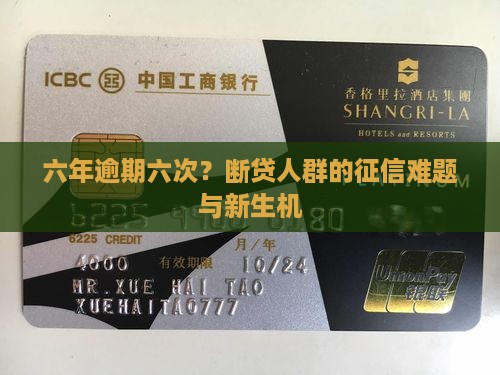 ICBC 中国工商银行
香格里拉酒店集團
SHANGRI-LA
HOTELS and RESORTS
六年逾期六次？断贷人群的征信难题
与新生机
6225 CREDIT
月/年
4000 有效期限 10/24
MR.XUE HAI TAO
XUEHAITAO777
UnionPay
银联